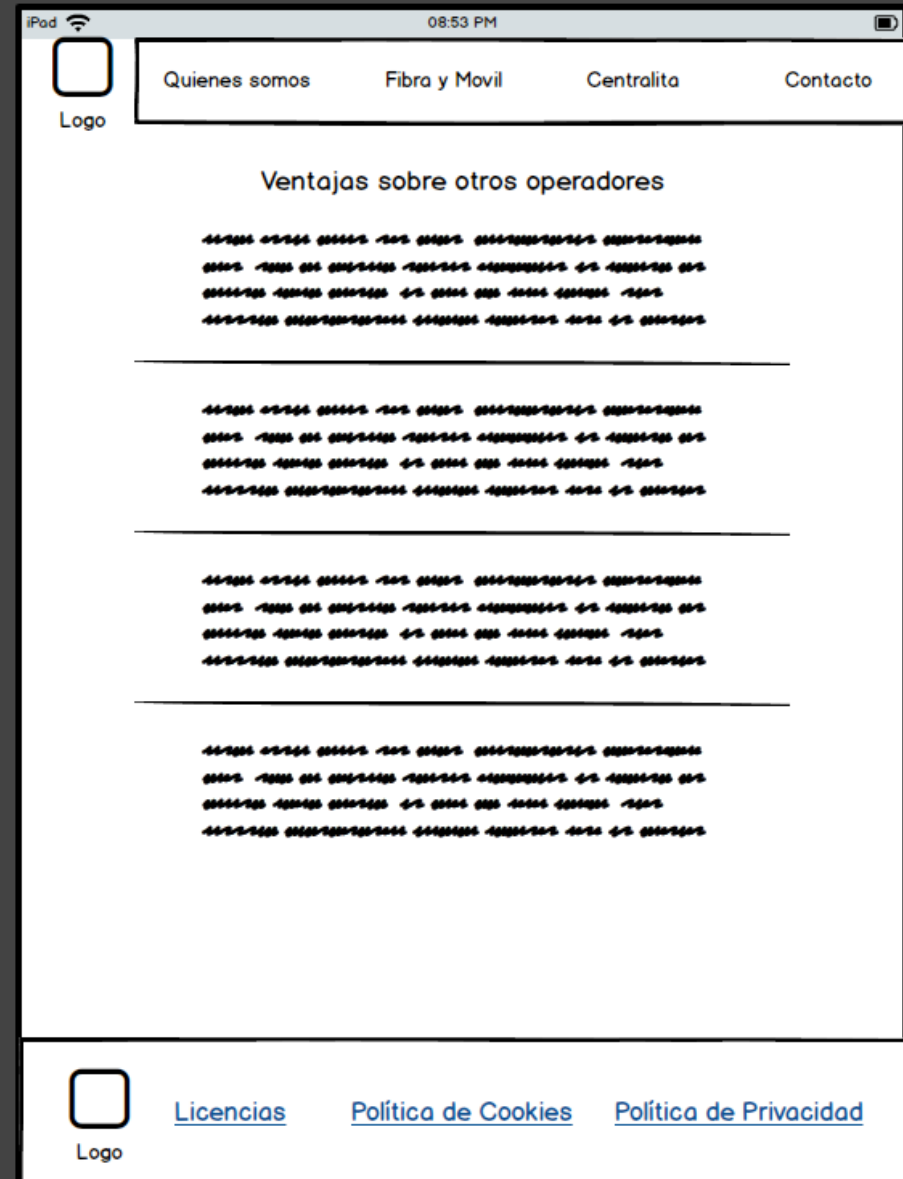 iPad 08:53 PM
Logo
Quienes somos Fibra y Movil Centralita Contacto
Ventajas sobre otros operadores
Logo
Licencias Política de Cookies Política de Privacidad